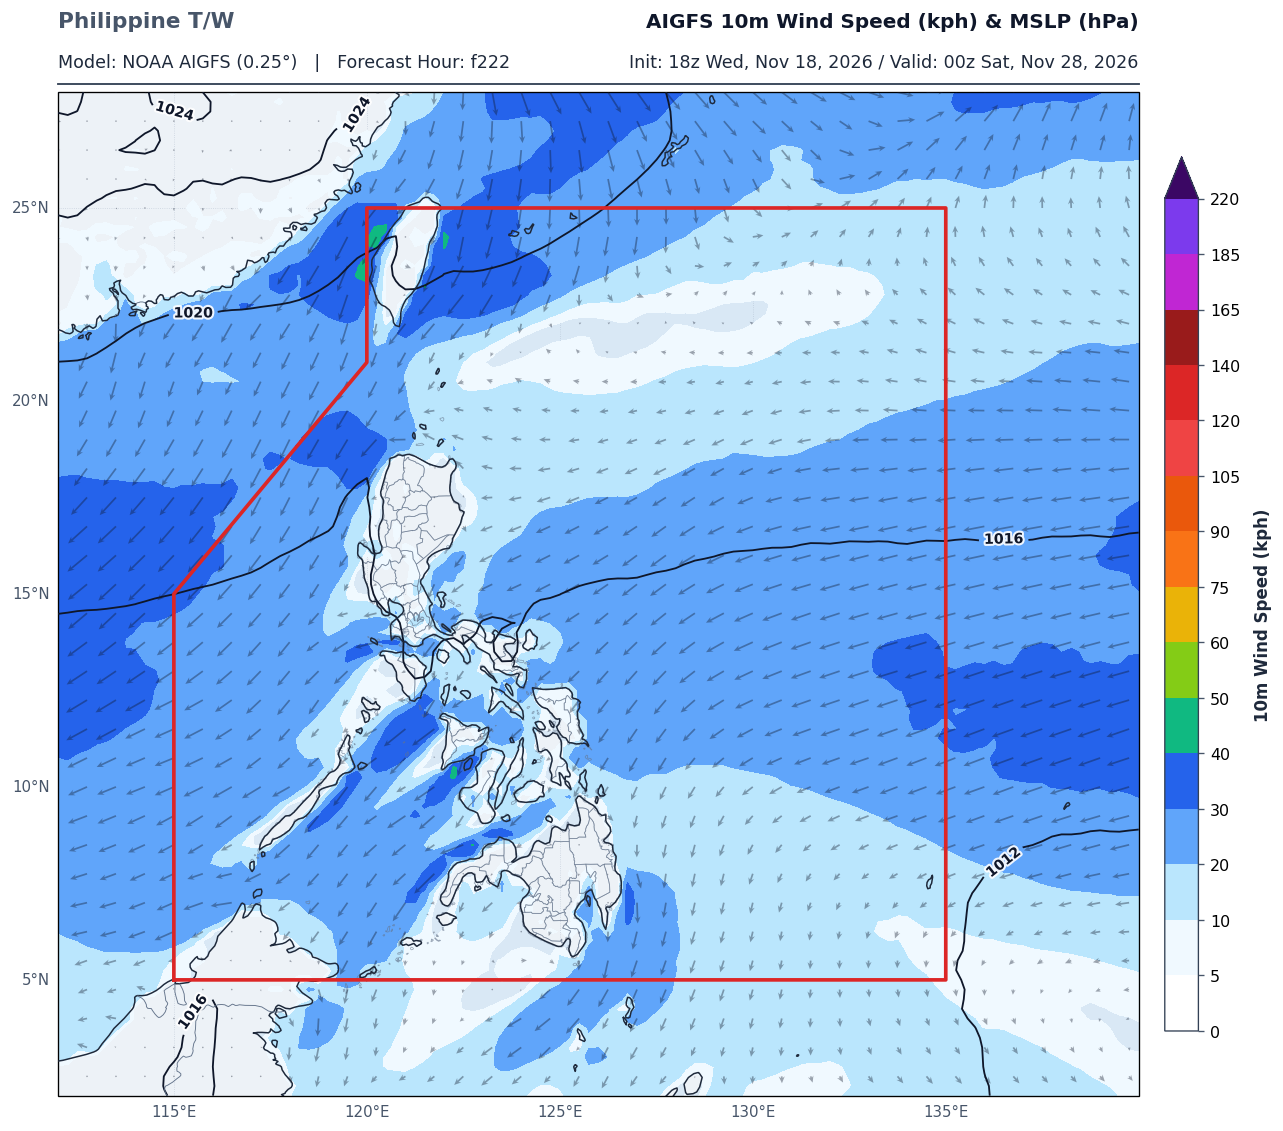 Philippine T/W
AIGFS 10m Wind Speed (kph) & MSLP (hPa)
Model: NOAA AIGFS (0.25°) | Forecast Hour: f222
Init: 18z Wed, Nov 18, 2026 / Valid: 00z Sat, Nov 28, 2026
1024
1024
1020
1016
1012
1016
25°N
20°N
15°N
10°N
5°N
115°E
120°E
125°E
130°E
135°E
220
185
165
140
120
105
90
75
60
50
40
30
20
10
5
0
10m Wind Speed (kph)